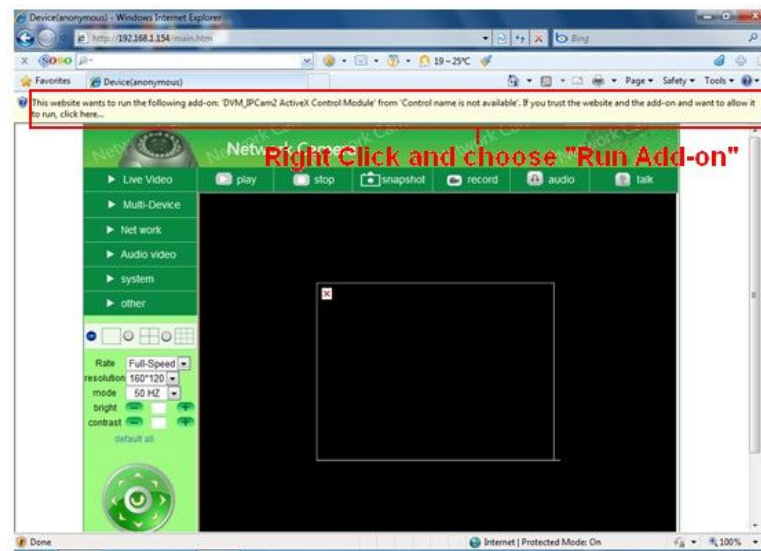 Device(anonymous) - Windows Internet Explorer
http://192.168.1.154/main.htm
Bing
SOSO
19~25℃
Favorites
Device(anonymous)
Page
Safety
Tools
This website wants to run the following add-on: 'DVM_IPCam2 ActiveX Control Module' from 'Control name is not available'. If you trust the website and the add-on and want to allow it
to run, click here...
Network Camera
Right Click and choose "Run Add-on"
Live Video
play
stop
snapshot
record
audio
talk
Multi-Device
Net work
Audio video
system
other
Rate Full-Speed
resolution 160*120
mode 50 HZ
bright
contrast
default all
Done
Internet | Protected Mode: On
100%